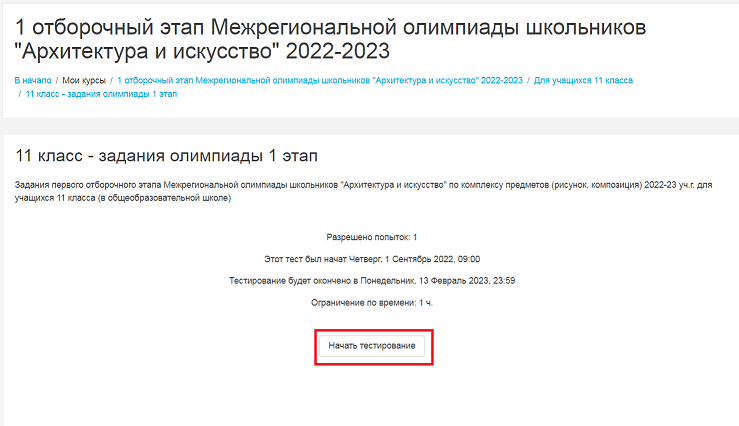 1 отборочный этап Межрегиональной олимпиады школьников
"Архитектура и искусство" 2022-2023
В начало / Мои курсы / 1 отборочный этап Межрегиональной олимпиады школьников "Архитектура и искусство" 2022-2023 / Для учащихся 11 класса
/ 11 класс - задания олимпиады 1 этап
11 класс - задания олимпиады 1 этап
Задания первого отборочного этапа Межрегиональной олимпиады школьников "Архитектура и искусство" по комплексу предметов (рисунок, композиция) 2022-23 уч.г. для
учащихся 11 класса (в общеобразовательной школе)
Разрешено попыток: 1
Этот тест был начат Четверг, 1 Сентябрь 2022, 09:00
Тестирование будет окончено в Понедельник, 13 Февраль 2023, 23:59
Ограничение по времени: 1 ч.
Начать тестирование